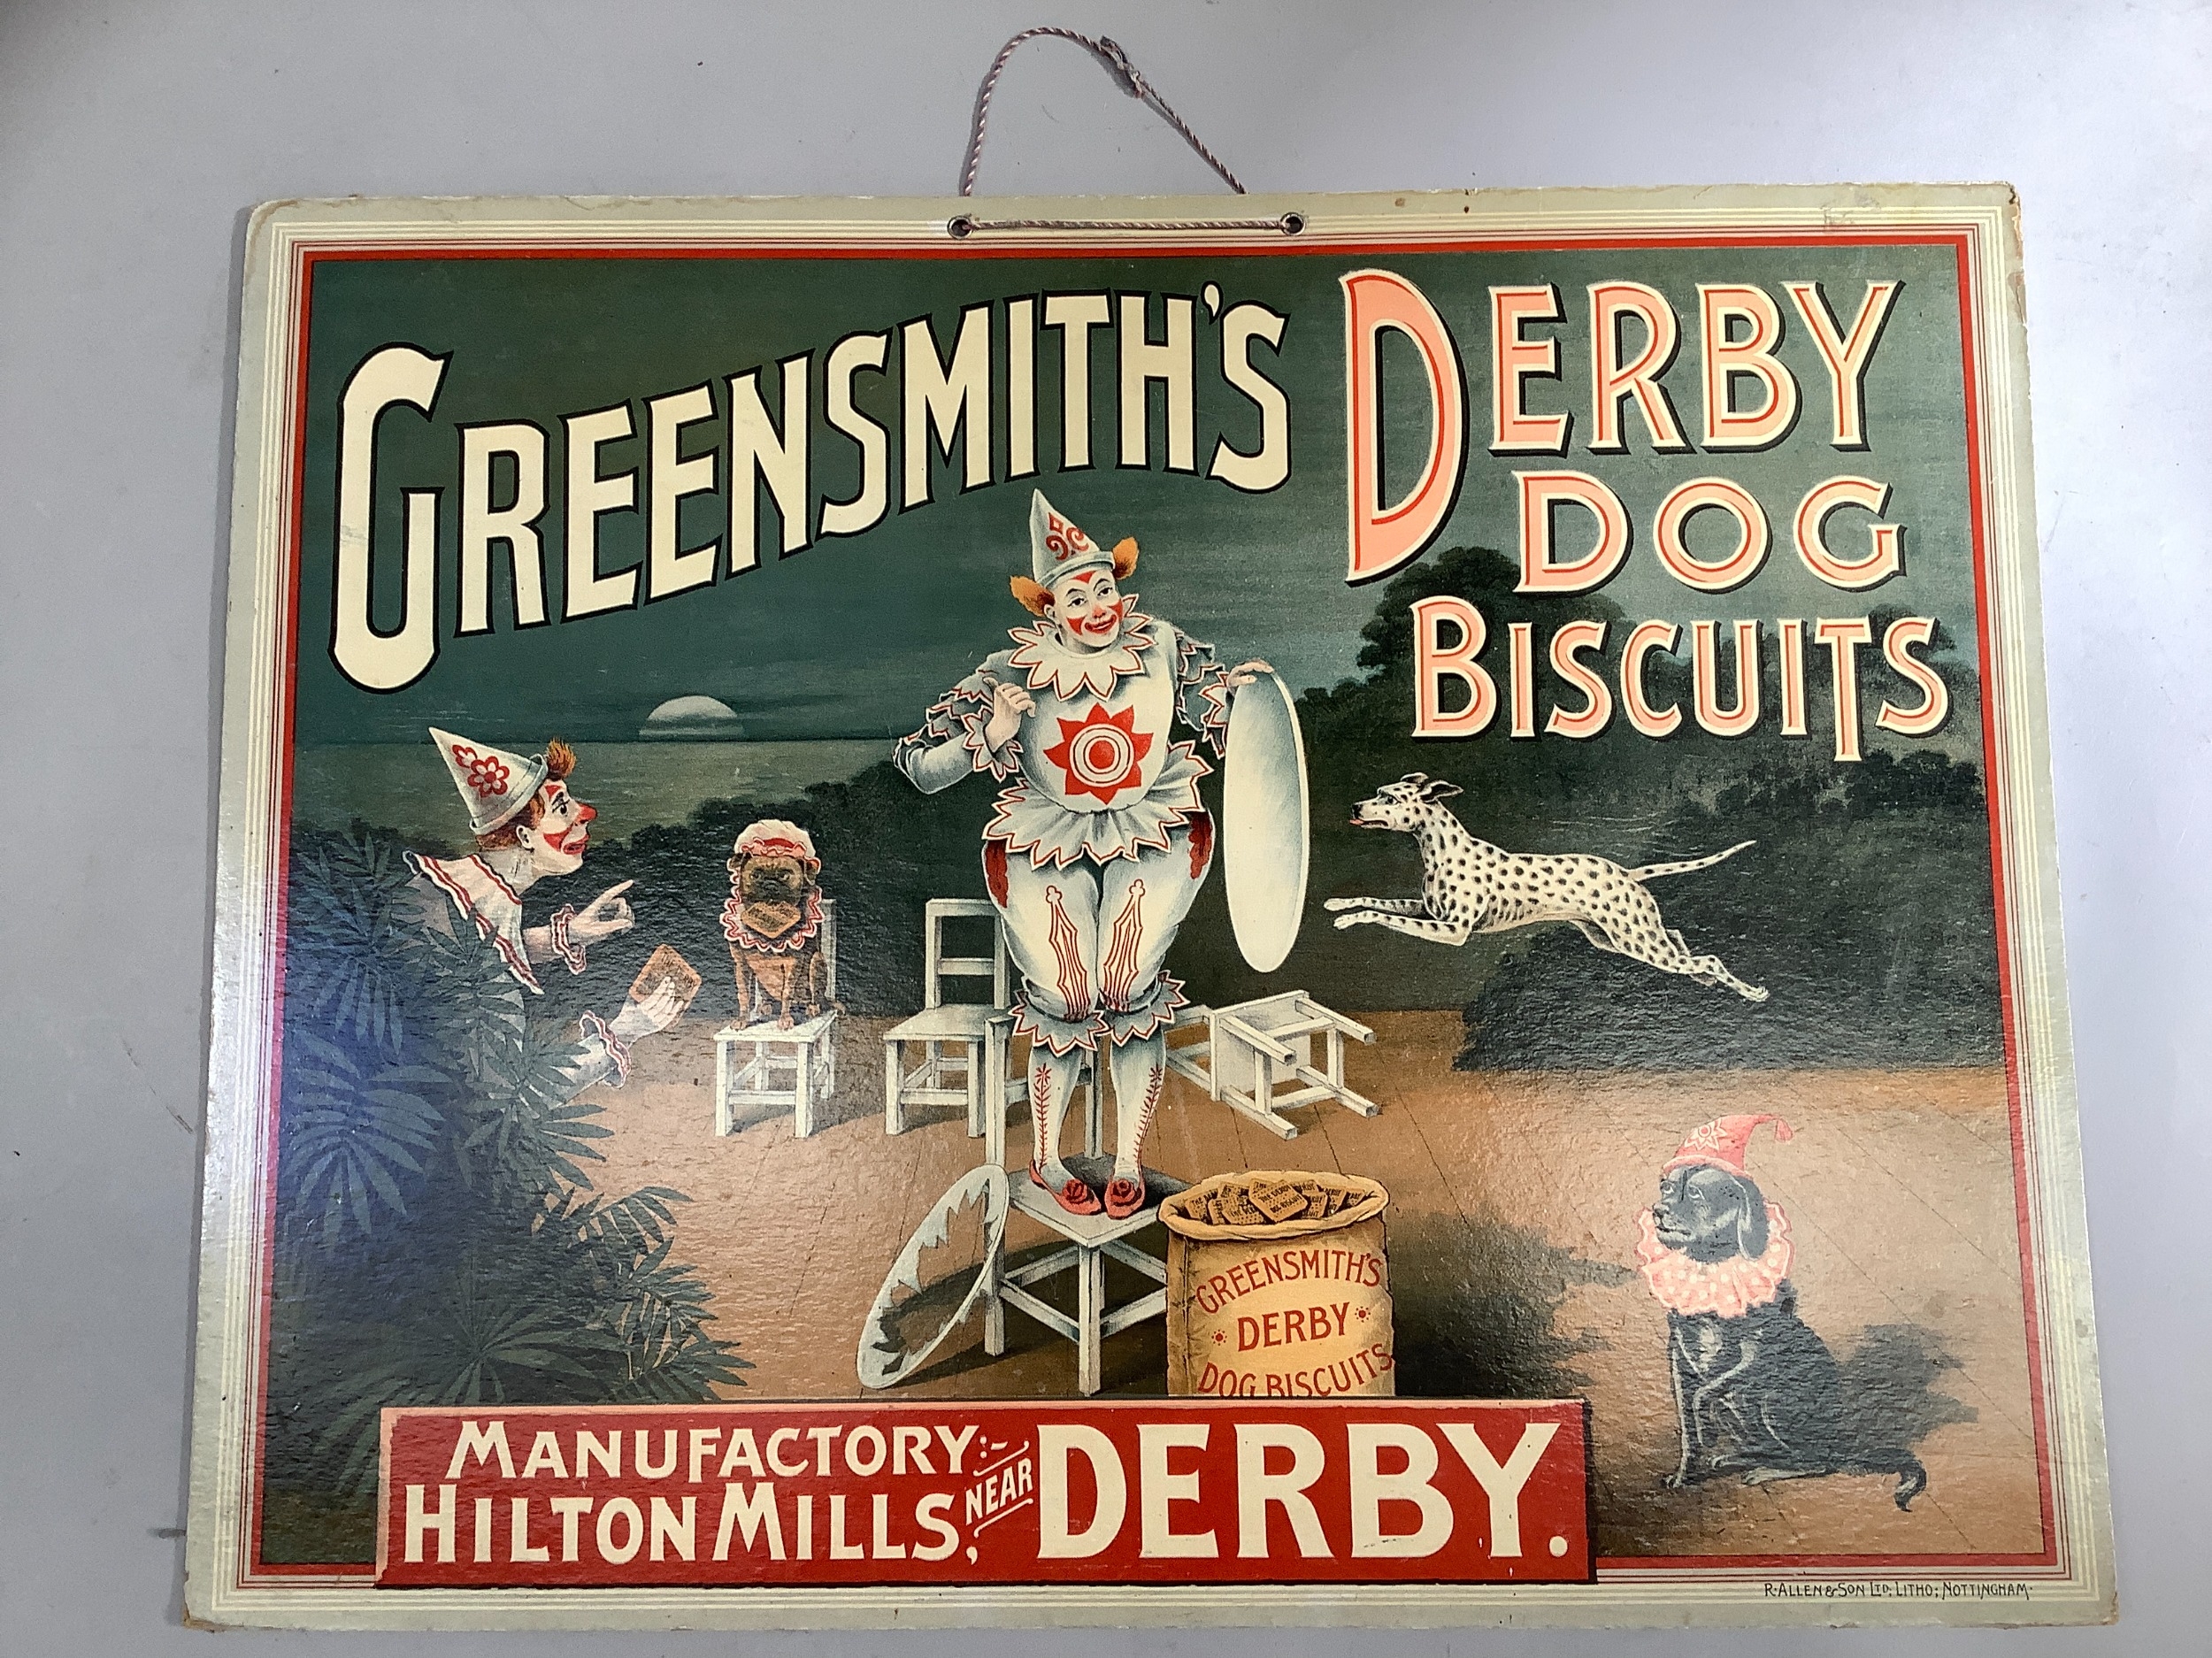 GREENSMITH'S
DERBY
DOG
BISCUITS
GREENSMITH'S
DERBY
DOG BISCUITS
MANUFACTORY:-
HILTON MILLS, NEAR DERBY.
R. ALLEN & SON LTD; LITHO; NOTTINGHAM.